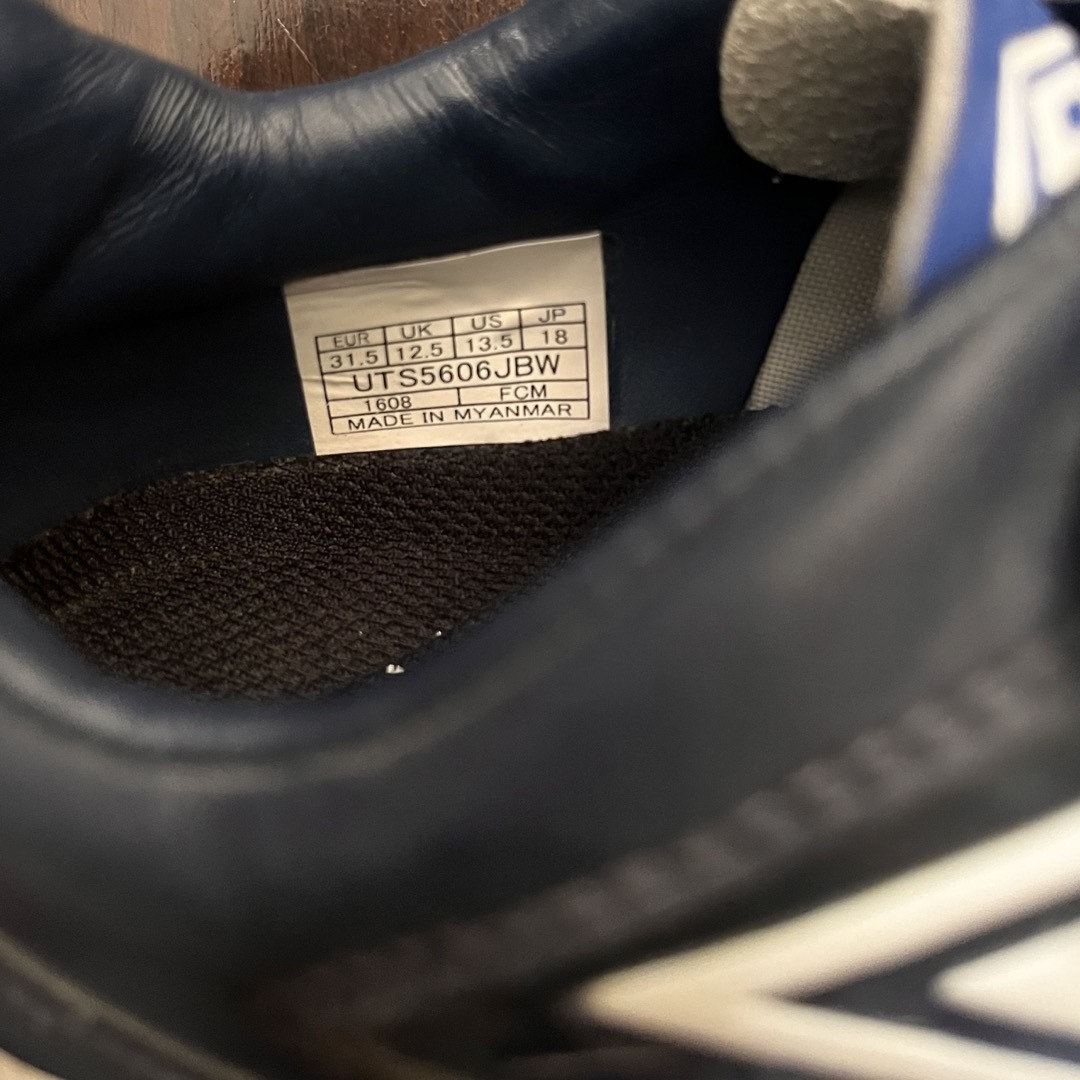 EUR UK US JP
31.5 12.5 13.5 18
UTS5606JBW
1608 FCM
MADE IN MYANMAR